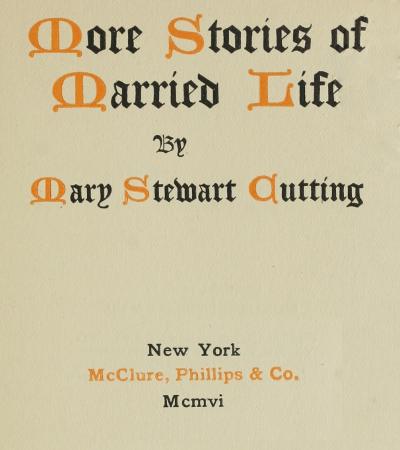 More Stories of
Married Life
By
Mary Stewart Cutting
New York
McClure, Phillips & Co.
Mcmvi